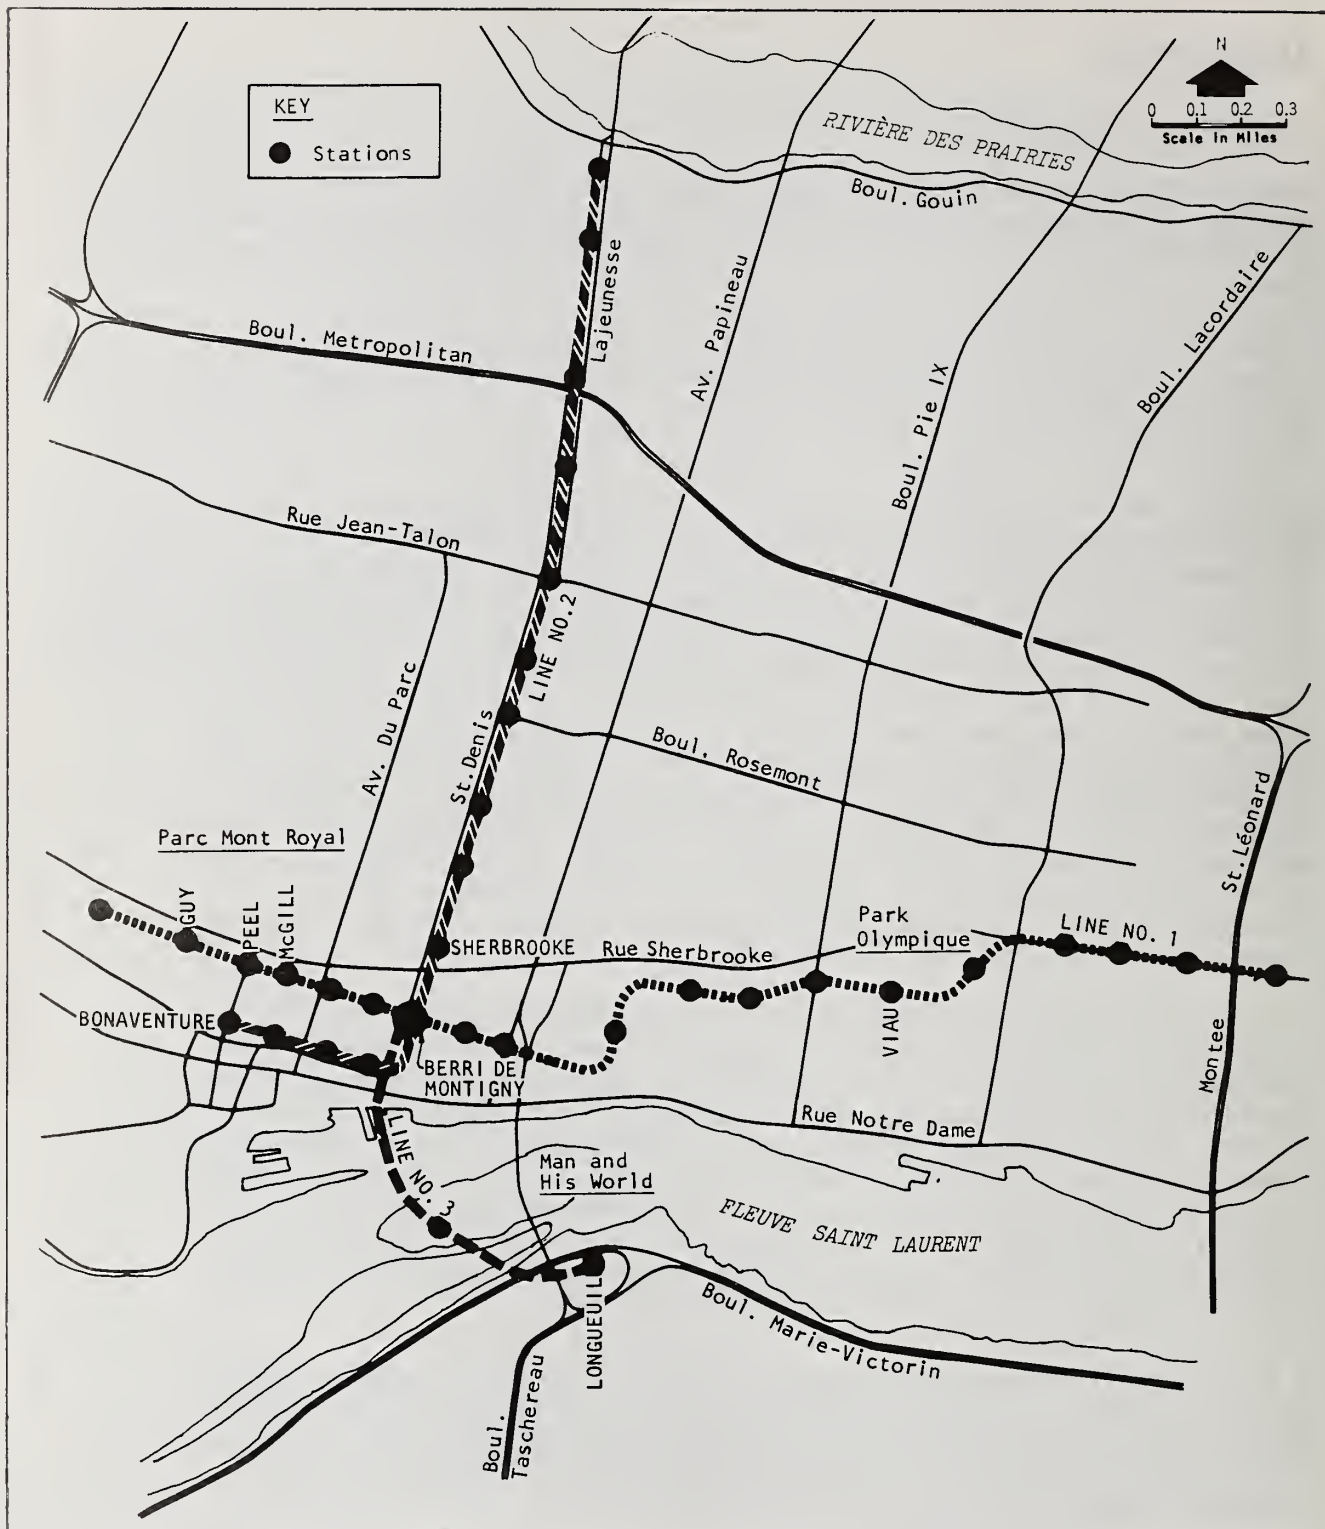 N
KEY
Stations
0 0.1 0.2 0.3
Scale in Miles
RIVIÈRE DES PRAIRIES
Boul. Gouin
Lajeunesse
Av. Papineau
Boul. Lacordaire
Boul. Metropolitan
Boul. Pie IX
Rue Jean-Talon
LINE NO.2
Av. Du Parc
St. Denis
Boul. Rosemont
Parc Mont Royal
St. Léonard
GUY
PEEL
McGILL
SHERBROOKE
Rue Sherbrooke
Park
Olympique
LINE NO. 1
BONAVENTURE
VIAU
BERRI DE
MONTIGNY
Montee
Rue Notre Dame
LINE NO. 3
Man and
His World
FLEUVE SAINT LAURENT
LONGUEUIL
Boul. Marie-Victorin
Boul.
Taschereau